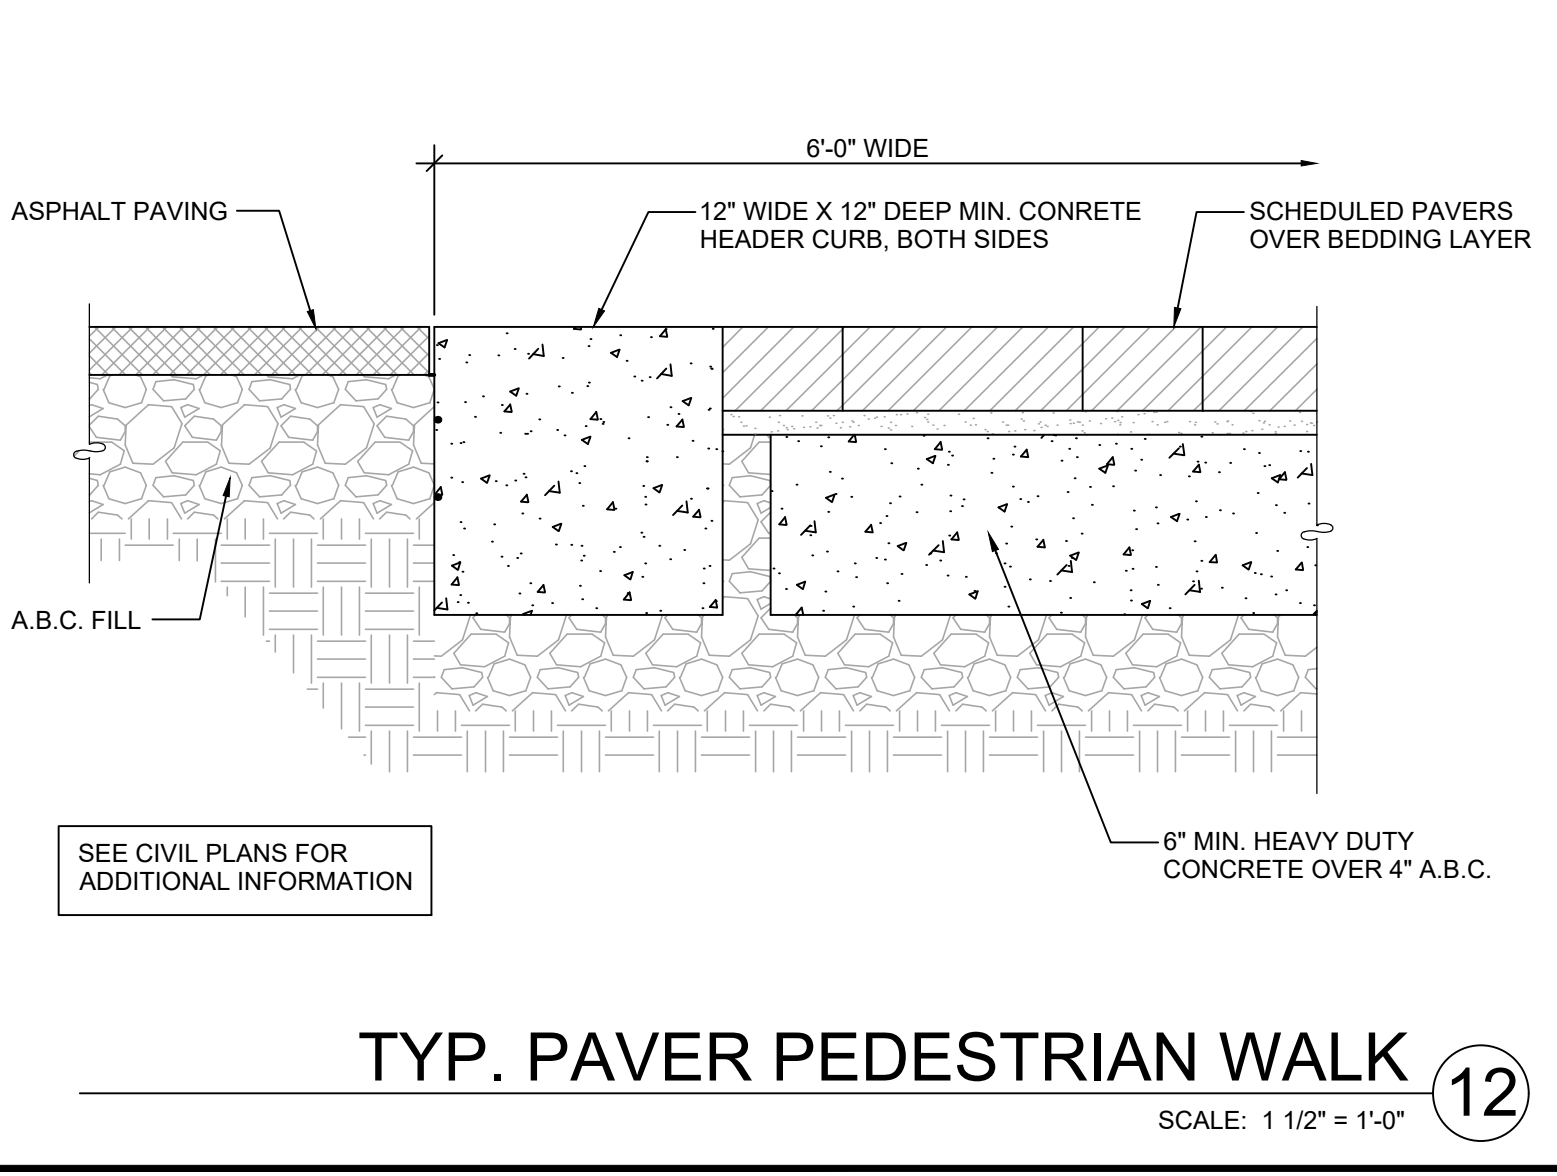 6'-0" WIDE
ASPHALT PAVING
12" WIDE X 12" DEEP MIN. CONRETE
HEADER CURB, BOTH SIDES
SCHEDULED PAVERS
OVER BEDDING LAYER
A.B.C. FILL
6" MIN. HEAVY DUTY
CONCRETE OVER 4" A.B.C.
SEE CIVIL PLANS FOR
ADDITIONAL INFORMATION
TYP. PAVER PEDESTRIAN WALK
12
SCALE: 1 1/2" = 1'-0"